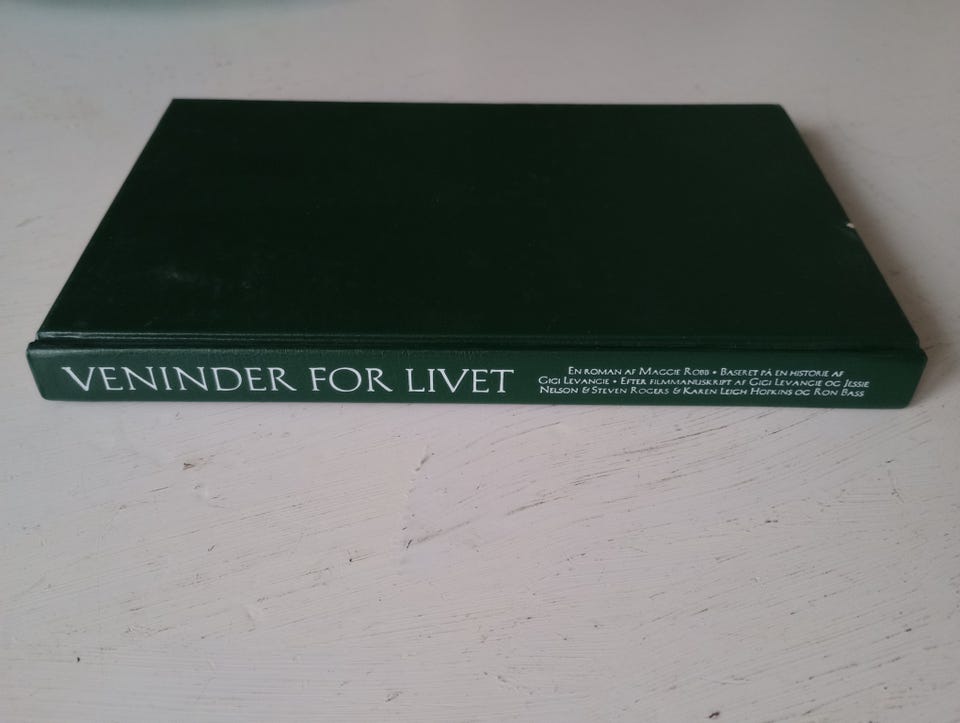 VENINDER FOR LIVET
EN ROMAN AF MAGGIE ROBB • BASERET PÅ EN HISTORIE AF
GIGI LEVANGIE • EFTER FILMMANUSKRIPT AF GIGI LEVANGIE OG JESSIE
NELSON & STEVEN ROGERS & KAREN LEIGH HOPKINS OG RON BASS